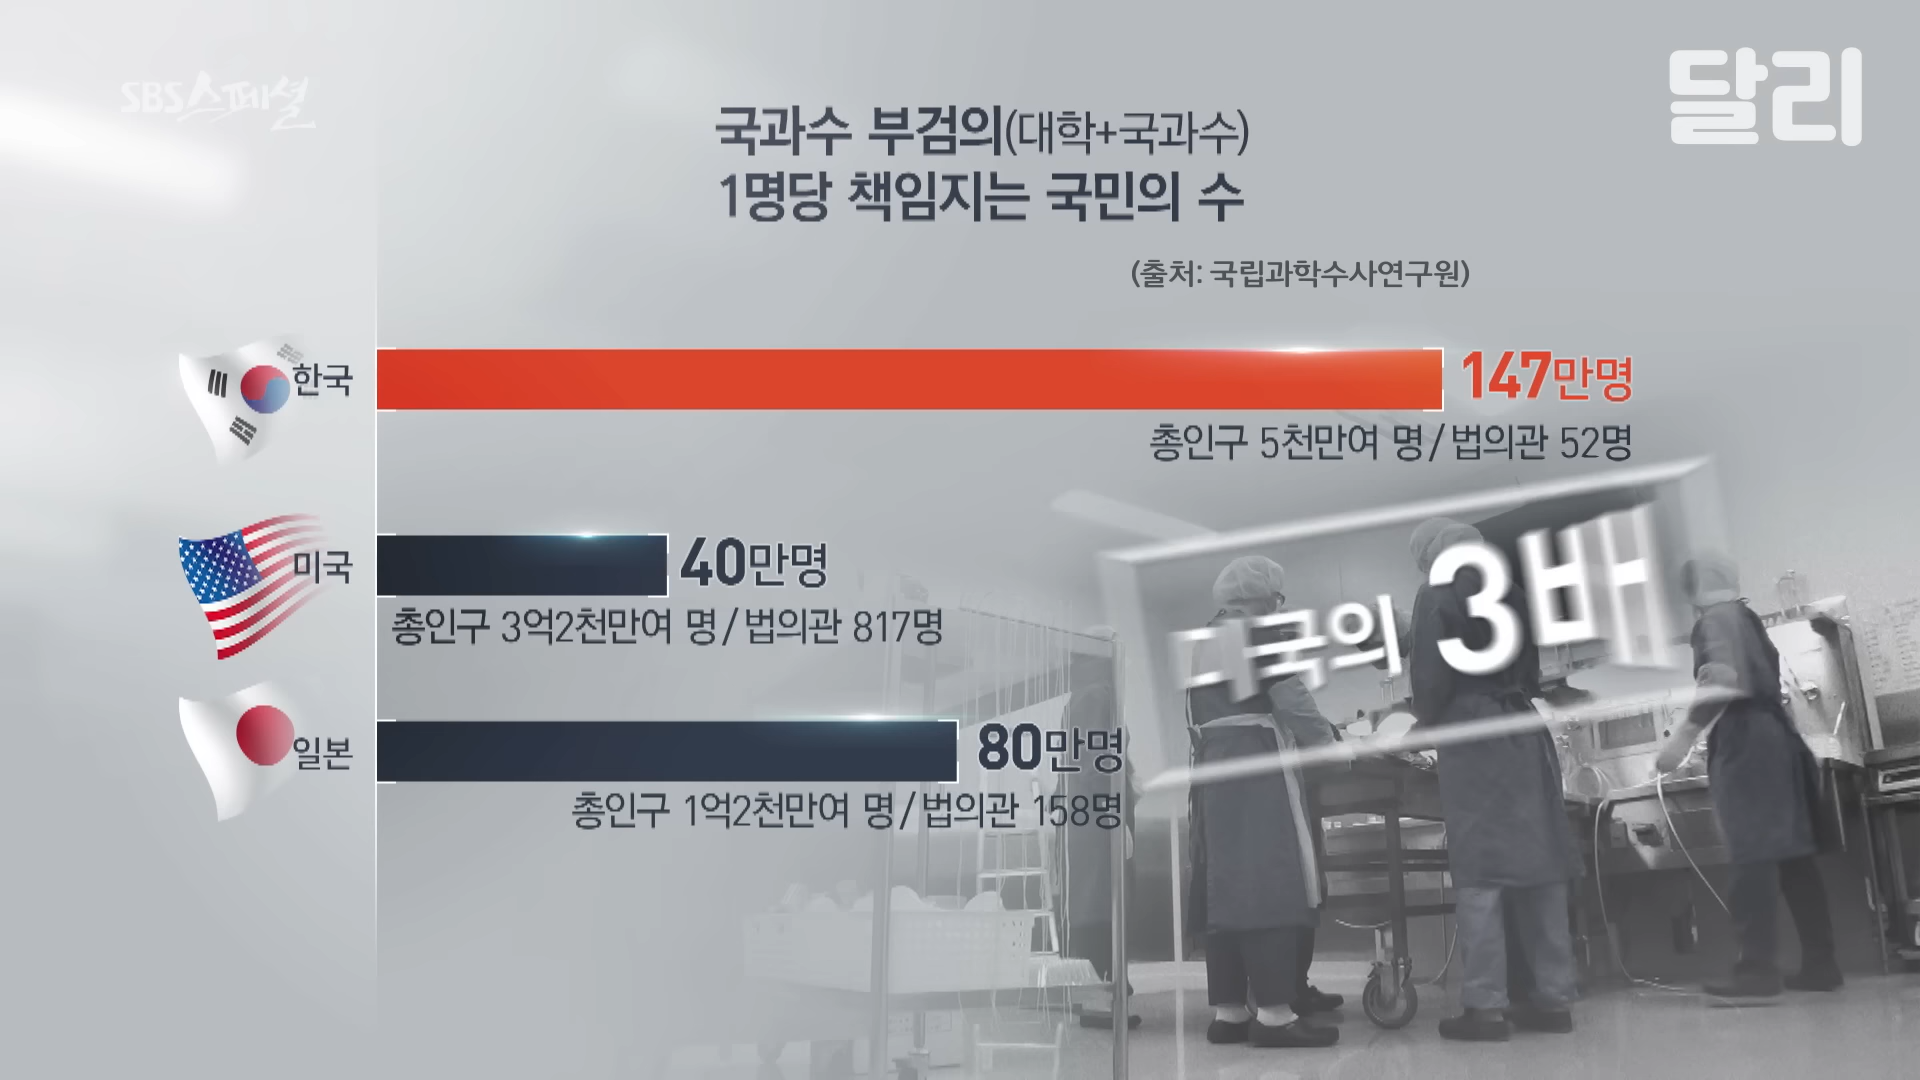 SBS스페셜
달리
국과수 부검의(대학+국과수)
1명당 책임지는 국민의 수
(출처: 국립과학수사연구원)
한국
147만명
총인구 5천만여 명/법의관 52명
미국
40만명
총인구 3억2천만여 명/법의관 817명
미국의 3배
일본
80만명
총인구 1억2천만여 명/법의관 158명